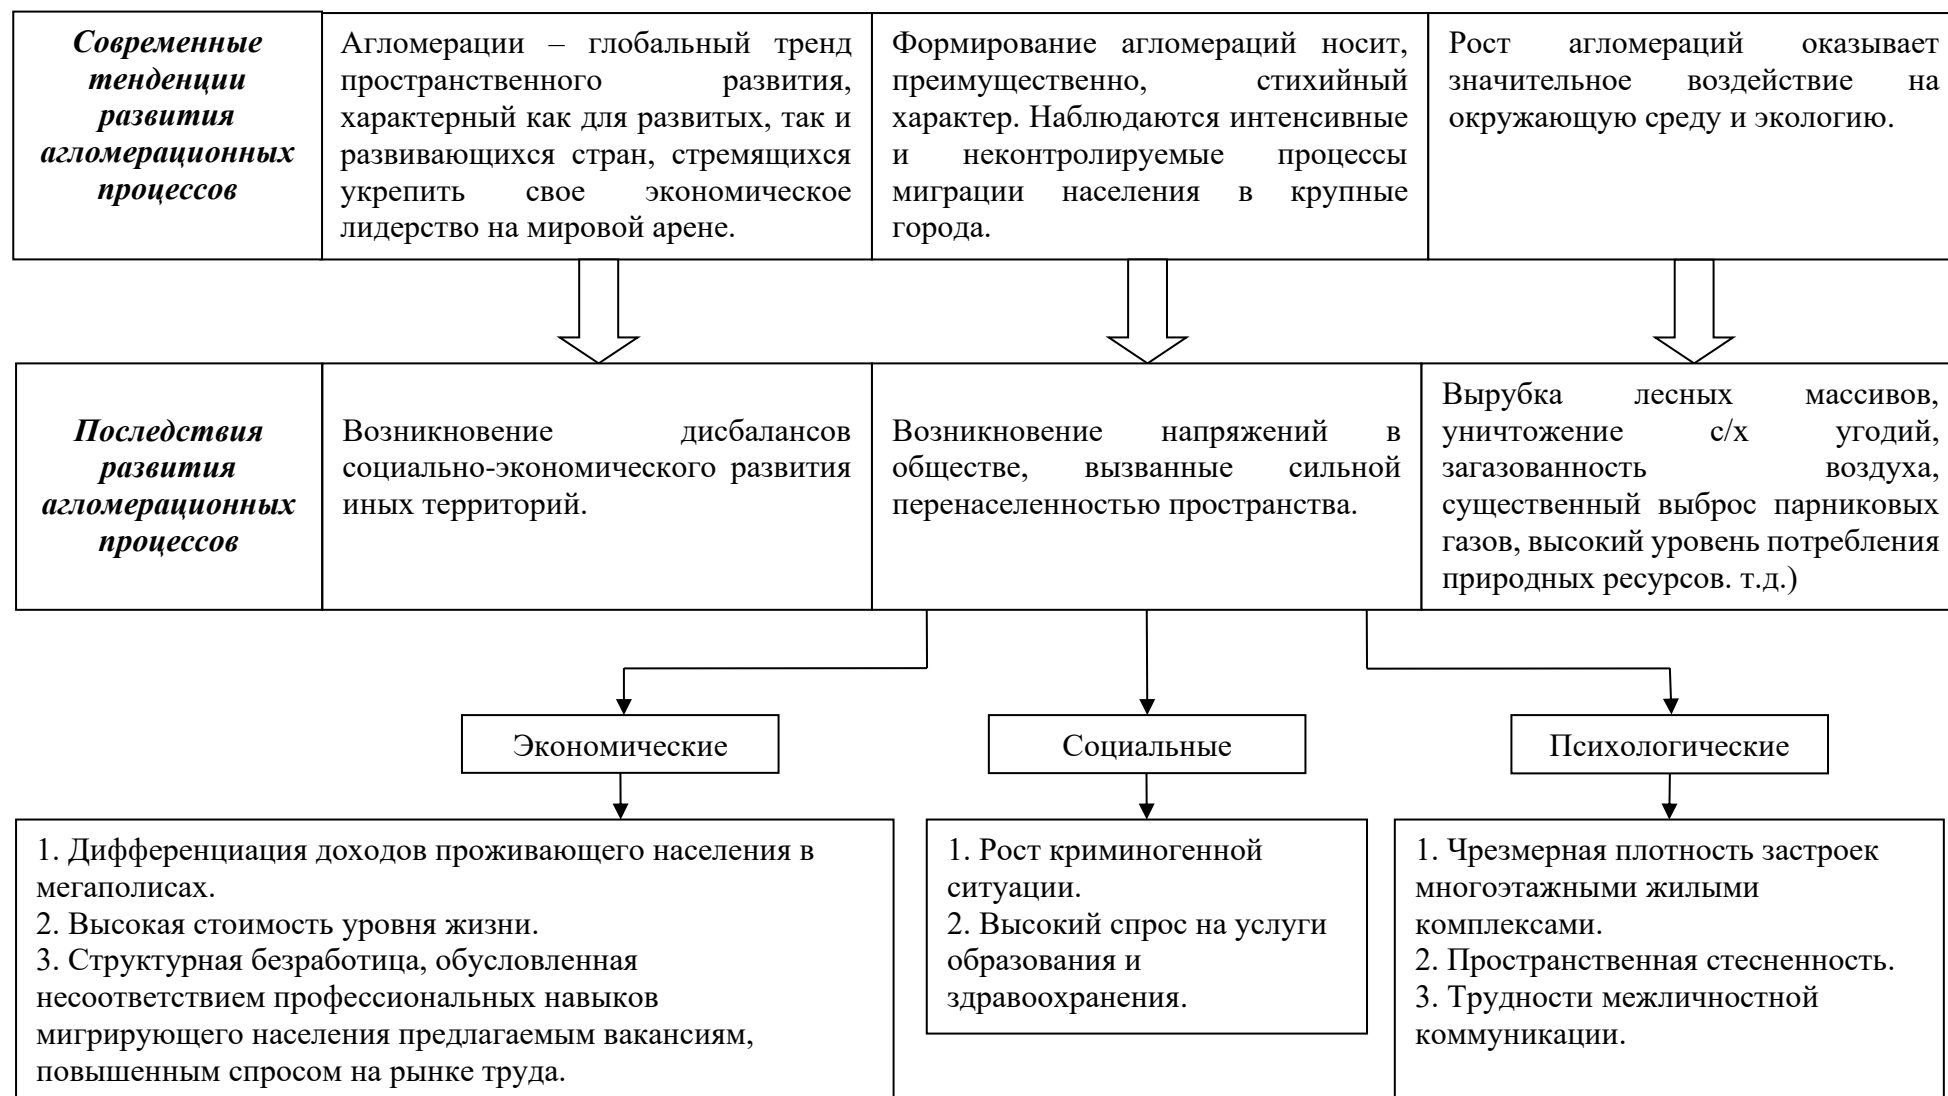 Современные
тенденции
развития
агломерационных
процессов
Агломерации – глобальный тренд
пространственного развития,
характерный как для развитых, так и
развивающихся стран, стремящихся
укрепить свое экономическое
лидерство на мировой арене.
Формирование агломераций носит,
преимущественно, стихийный
характер. Наблюдаются интенсивные
и неконтролируемые процессы
миграции населения в крупные
города.
Рост агломераций оказывает
значительное воздействие на
окружающую среду и экологию.
Последствия
развития
агломерационных
процессов
Возникновение дисбалансов
социально-экономического развития
иных территорий.
Возникновение напряжений в
обществе, вызванные сильной
перенаселенностью пространства.
Вырубка лесных массивов,
уничтожение с/х угодий,
загазованность воздуха,
существенный выброс парниковых
газов, высокий уровень потребления
природных ресурсов. т.д.)
Экономические
Социальные
Психологические
1. Дифференциация доходов проживающего населения в
мегаполисах.
2. Высокая стоимость уровня жизни.
3. Структурная безработица, обусловленная
несоответствием профессиональных навыков
мигрирующего населения предлагаемым вакансиям,
повышенным спросом на рынке труда.
1. Рост криминогенной
ситуации.
2. Высокий спрос на услуги
образования и
здравоохранения.
1. Чрезмерная плотность застроек
многоэтажными жилыми
комплексами.
2. Пространственная стесненность.
3. Трудности межличностной
коммуникации.